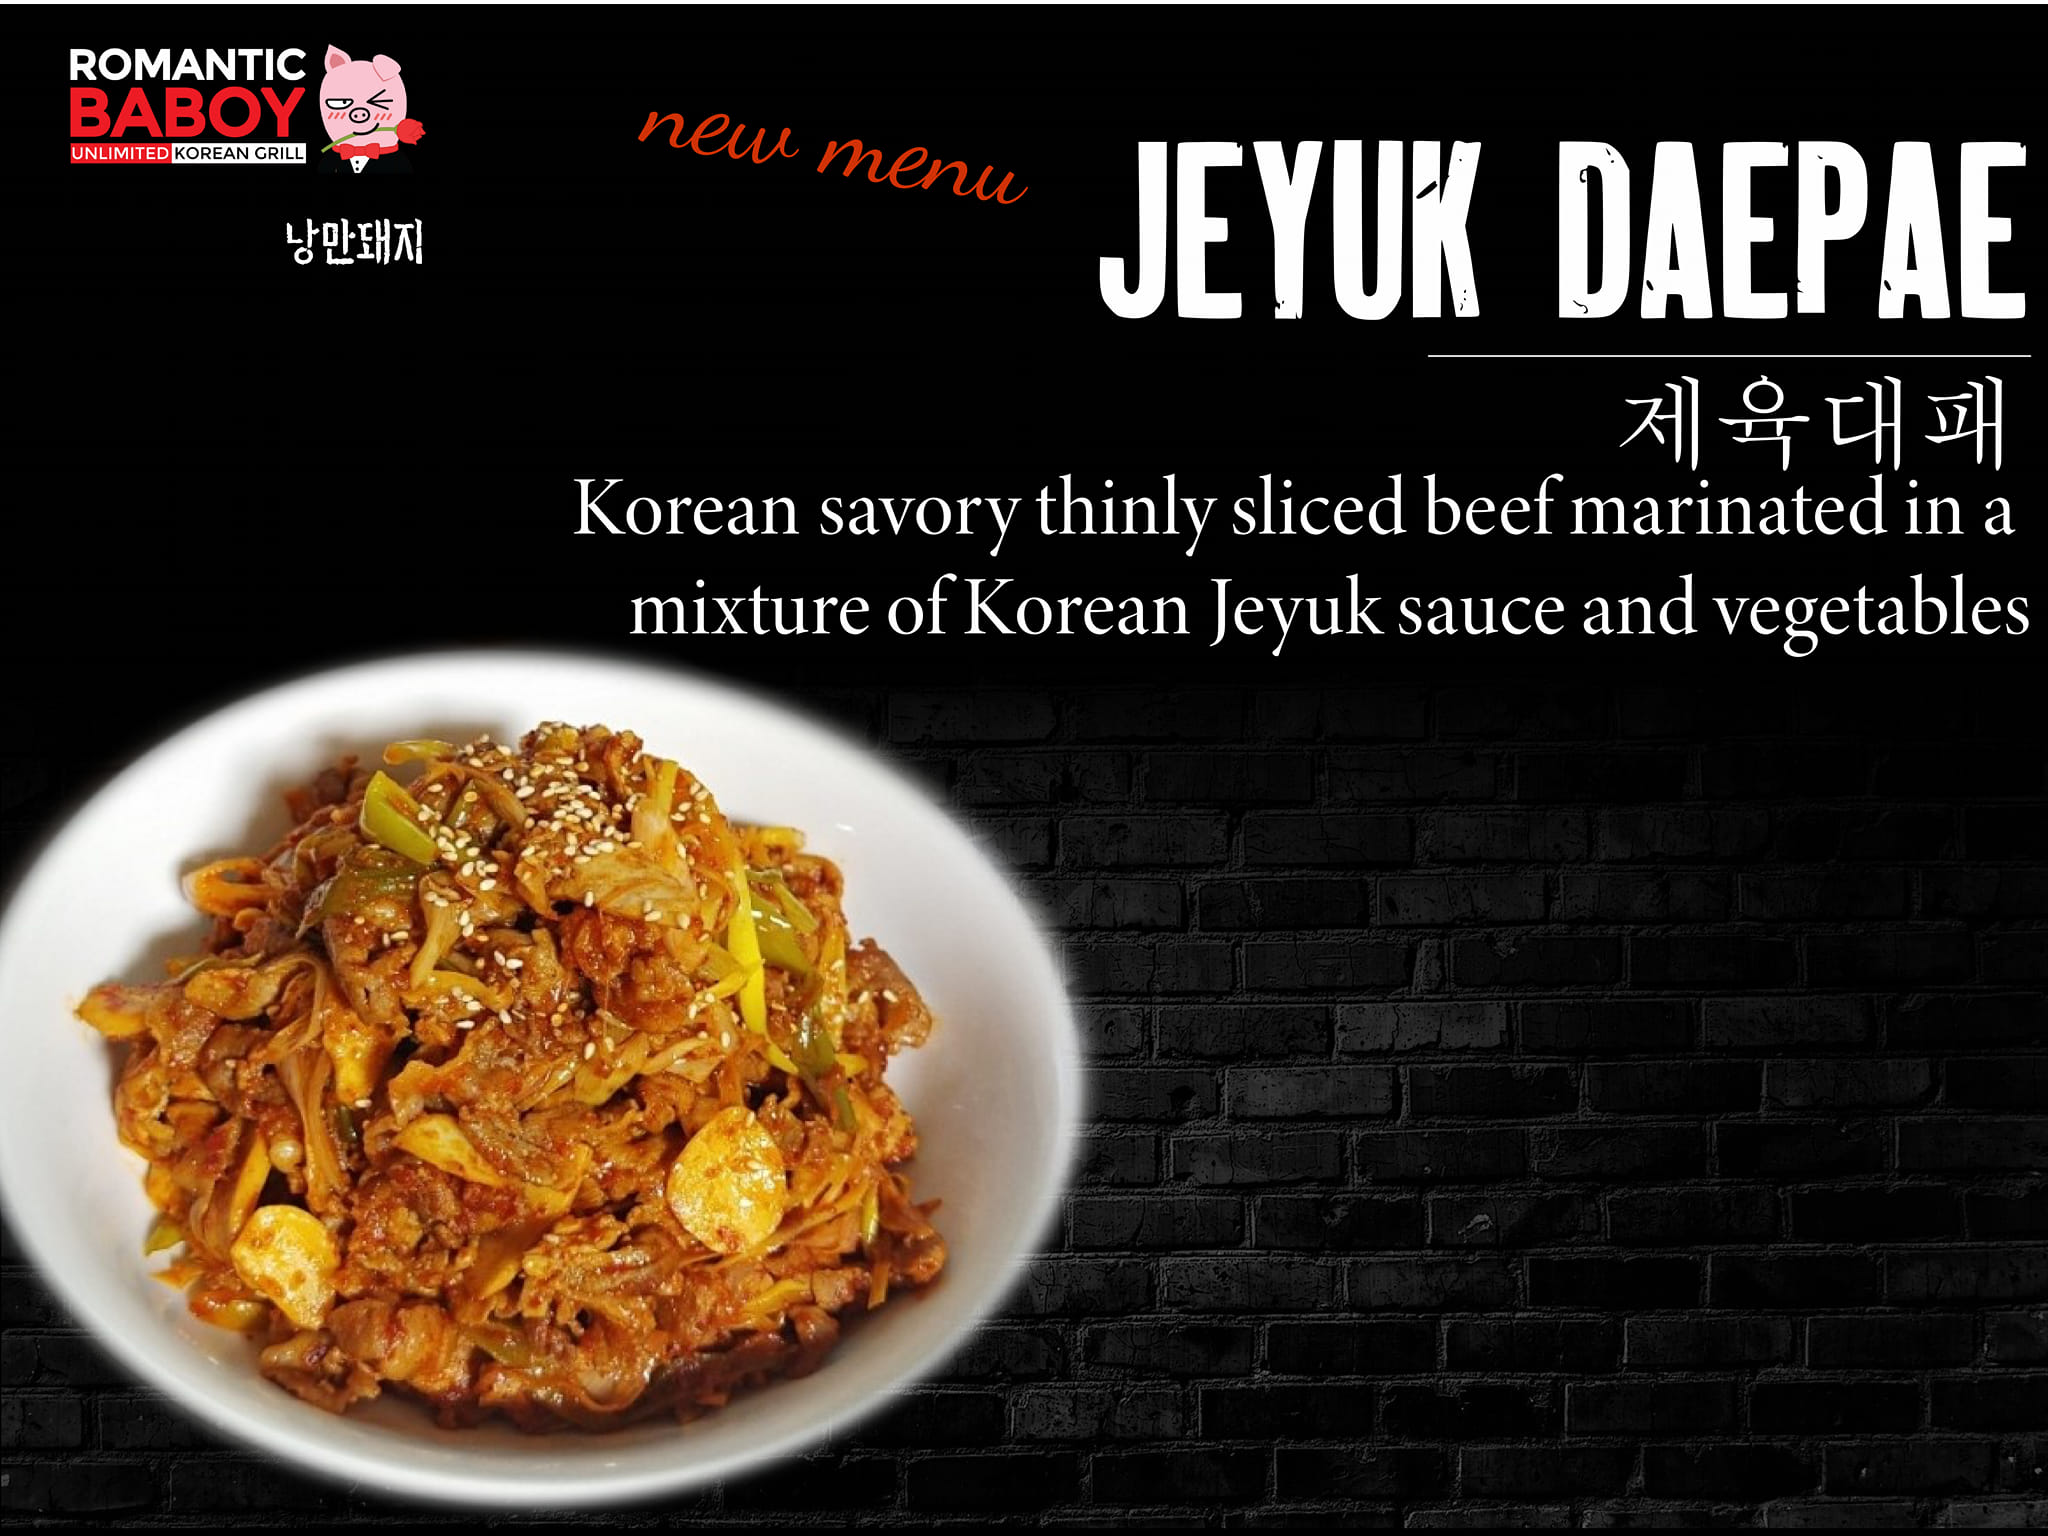 ROMANTIC
BABOY
UNLIMITED KOREAN GRILL
낭만돼지
new menu
JEYUK DAEPAE
제육대패
Korean savory thinly sliced beef marinated in a
mixture of Korean Jeyuk sauce and vegetables